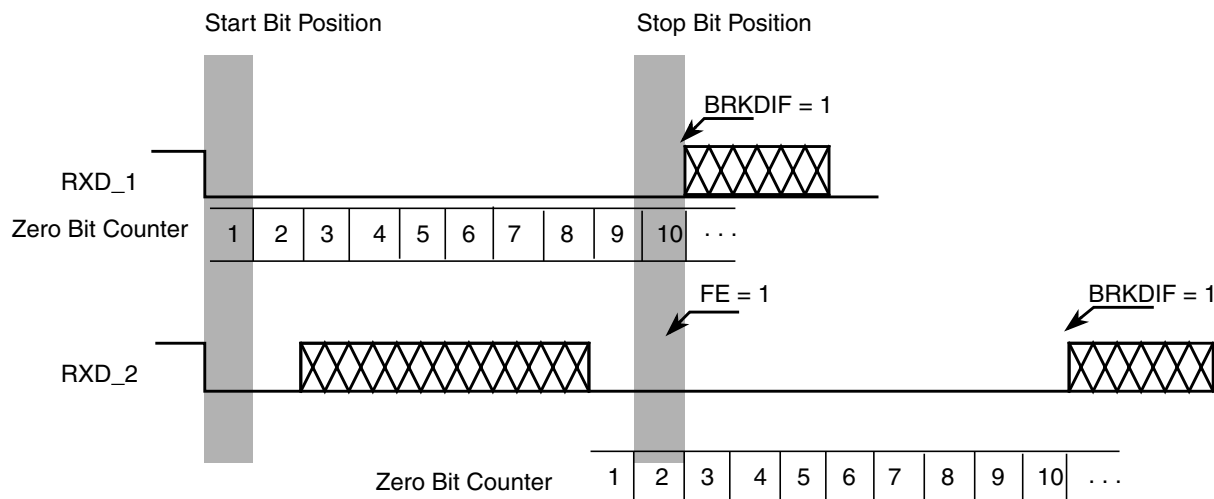 Start Bit Position
Stop Bit Position
BRKDIF = 1
RXD_1
Zero Bit Counter 1 2 3 4 5 6 7 8 9 10 . . .
FE = 1
BRKDIF = 1
RXD_2
Zero Bit Counter 1 2 3 4 5 6 7 8 9 10 . . .